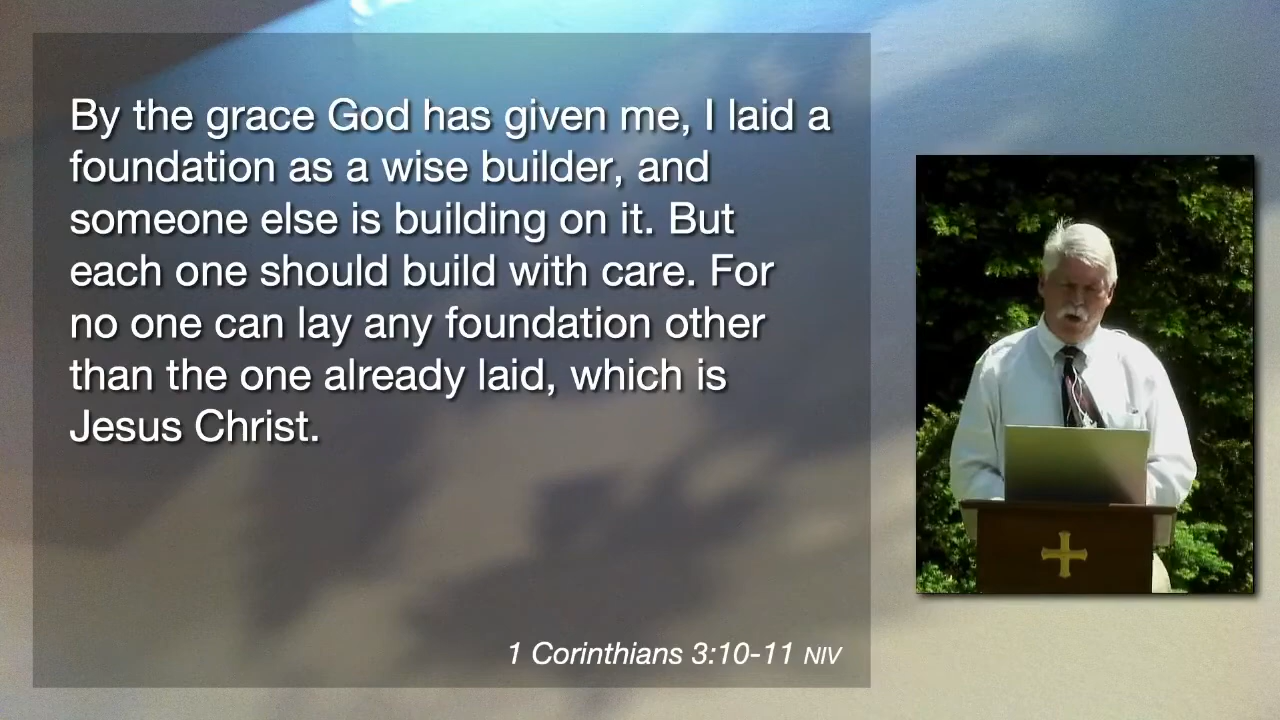 By the grace God has given me, I laid a
foundation as a wise builder, and
someone else is building on it. But
each one should build with care. For
no one can lay any foundation other
than the one already laid, which is
Jesus Christ.
1 Corinthians 3:10-11 NIV